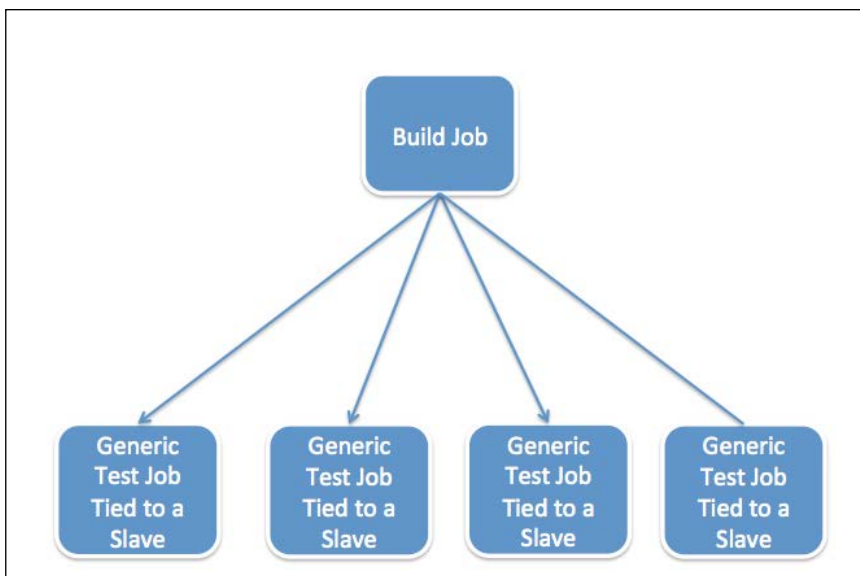 Build Job
Generic
Test Job
Tied to a
Slave
Generic
Test Job
Tied to a
Slave
Generic
Test Job
Tied to a
Slave
Generic
Test Job
Tied to a
Slave